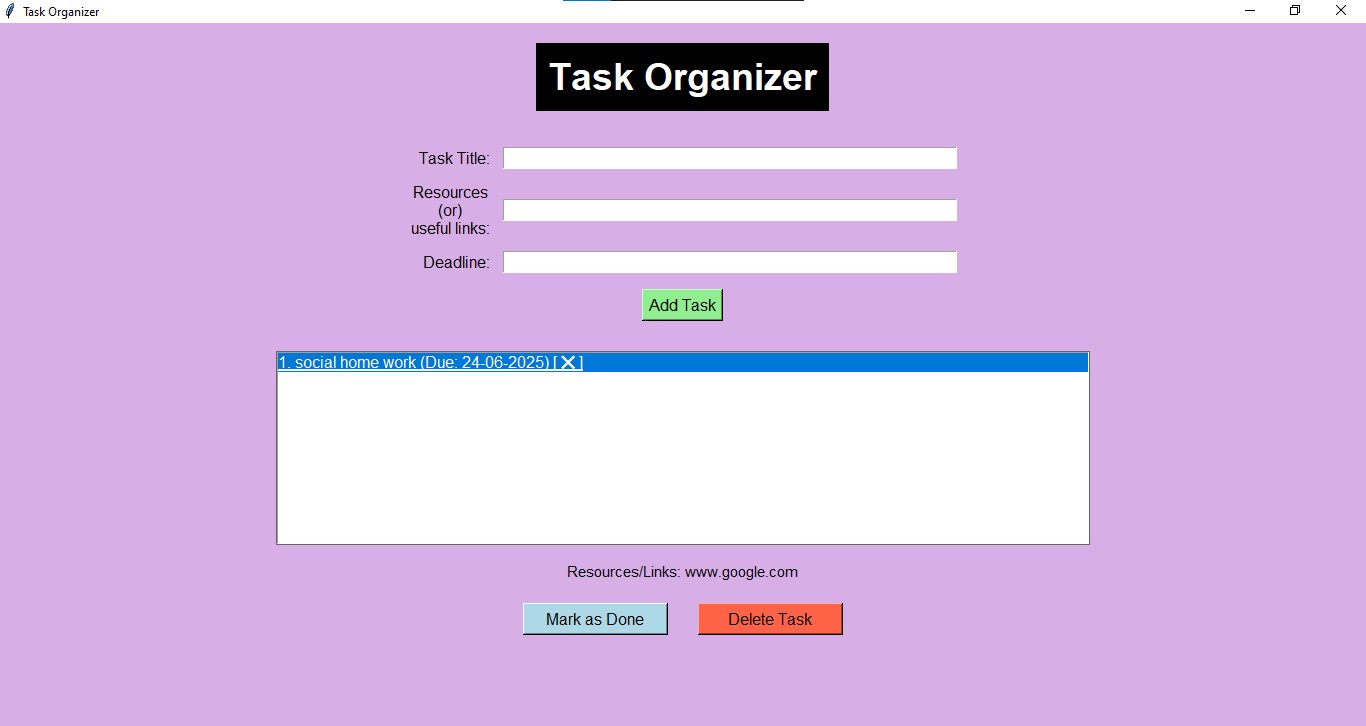 Task Organizer
Task Organizer
Task Title:
Resources
(or)
useful links:
Deadline:
Add Task
1. social home work (Due: 24-06-2025) [ ❌ ]
Resources/Links: www.google.com
Mark as Done
Delete Task